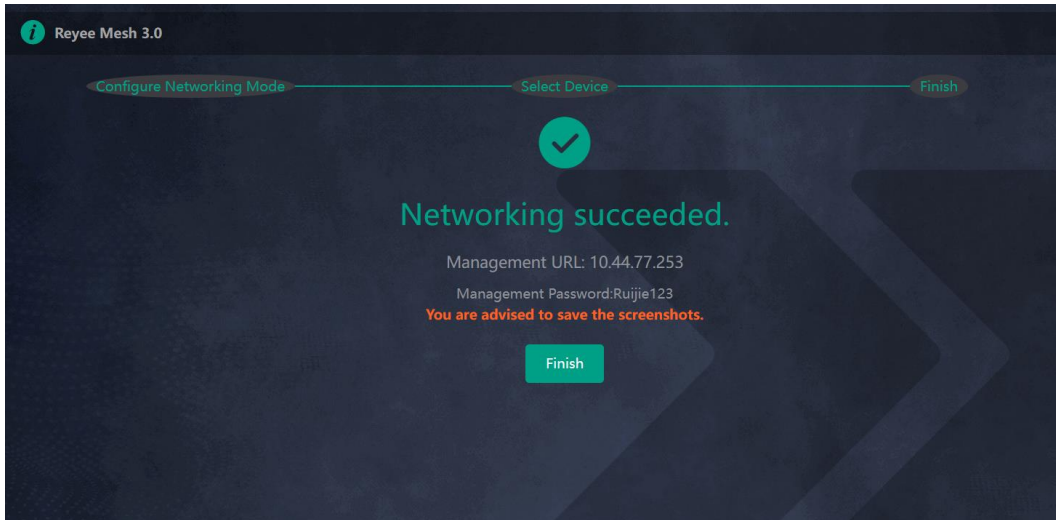 Reyee Mesh 3.0
Configure Networking Mode Select Device Finish
Networking succeeded.
Management URL: 10.44.77.253
Management Password:Ruijie123
You are advised to save the screenshots.
Finish